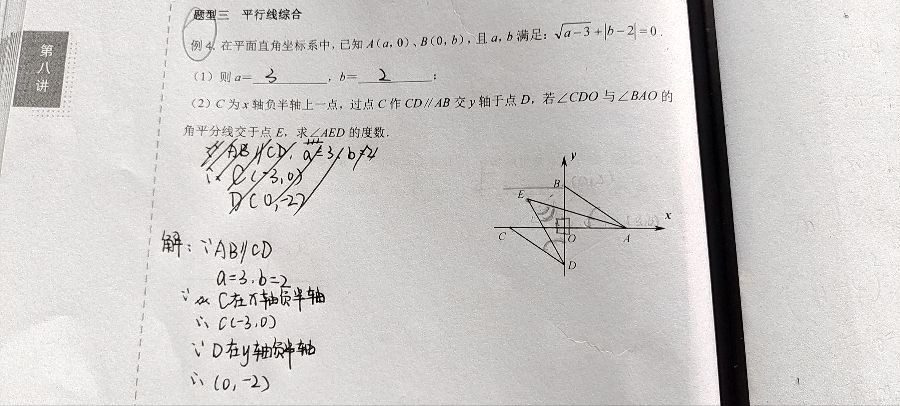 题型三 平行线综合
例 4. 在平面直角坐标系中，已知 A(a, 0)、B(0, b)，且 a, b 满足：√a−3+|b−2|=0.
第八讲
(1) 则 a= 3 ，b= 2 ；
(2) C 为 x 轴负半轴上一点，过点 C 作 CD∥AB 交 y 轴于点 D，若∠CDO 与∠BAO 的
角平分线交于点 E，求∠AED 的度数.
∵ AB∥CD, a=3, b=2
∴ C(-3,0)
D(0,-2)
y
B
E
x
C
O
A
D
解：∵AB∥CD
a=3, b=2
∵ C在x轴负半轴
∴ C(-3,0)
∵ D在y轴负半轴
∴ (0,-2)